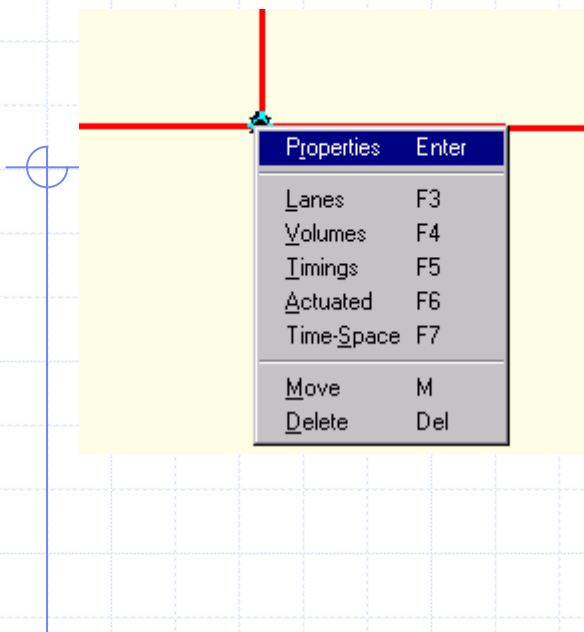 Properties Enter
Lanes F3
Volumes F4
Timings F5
Actuated F6
Time-Space F7
Move M
Delete Del